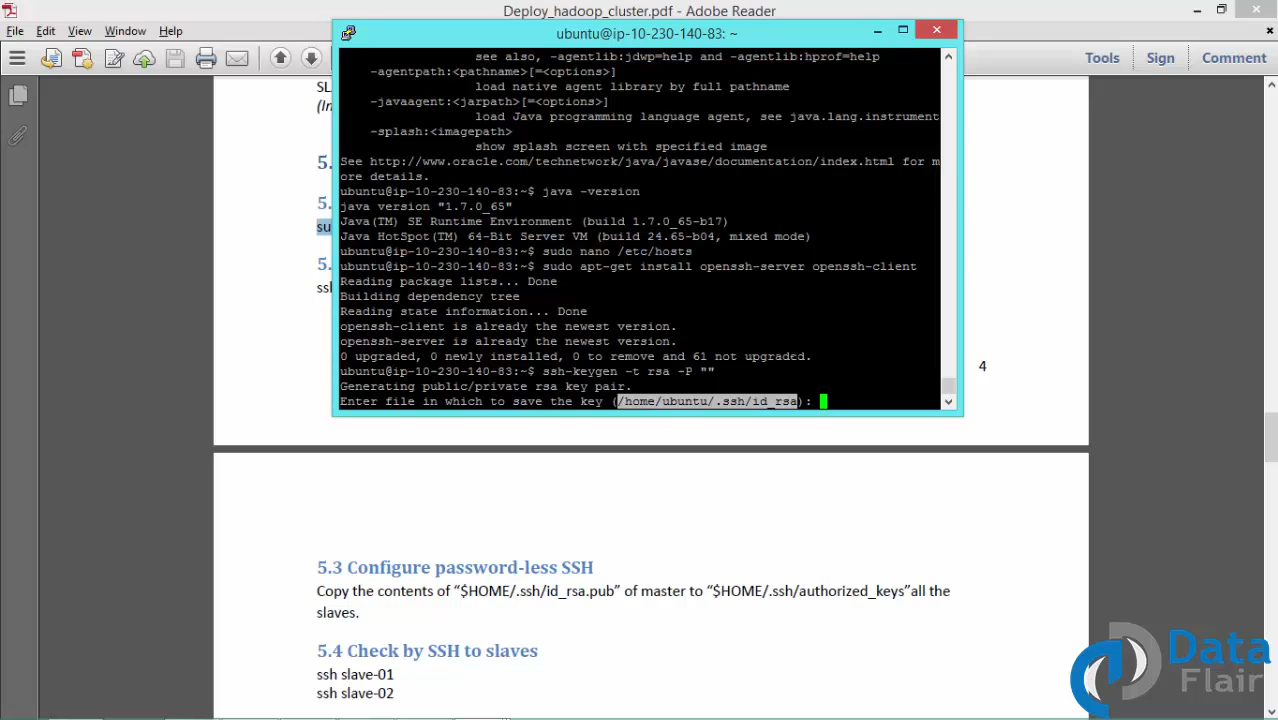 Deploy_hadoop_cluster.pdf - Adobe Reader
File Edit View Window Help
Tools Sign Comment
ubuntu@ip-10-230-140-83: ~
see also, -agentlib:jdwp=help and -agentlib:hprof=help
-agentpath:<pathname>[=<options>]
load native agent library by full pathname
-javaagent:<jarpath>[=<options>]
load Java programming language agent, see java.lang.instrument
-splash:<imagepath>
show splash screen with specified image
See http://www.oracle.com/technetwork/java/javase/documentation/index.html for m
ore details.
ubuntu@ip-10-230-140-83:~$ java -version
java version "1.7.0_65"
Java(TM) SE Runtime Environment (build 1.7.0_65-b17)
Java HotSpot(TM) 64-Bit Server VM (build 24.65-b04, mixed mode)
ubuntu@ip-10-230-140-83:~$ sudo nano /etc/hosts
ubuntu@ip-10-230-140-83:~$ sudo apt-get install openssh-server openssh-client
Reading package lists... Done
Building dependency tree
Reading state information... Done
openssh-client is already the newest version.
openssh-server is already the newest version.
0 upgraded, 0 newly installed, 0 to remove and 61 not upgraded.
ubuntu@ip-10-230-140-83:~$ ssh-keygen -t rsa -P ""
Generating public/private rsa key pair.
Enter file in which to save the key (/home/ubuntu/.ssh/id_rsa):
5.
5.
su
5.
ssh
4
5.3 Configure password-less SSH
Copy the contents of “$HOME/.ssh/id_rsa.pub” of master to “$HOME/.ssh/authorized_keys”all the
slaves.
5.4 Check by SSH to slaves
ssh slave-01
ssh slave-02
Data
Flair